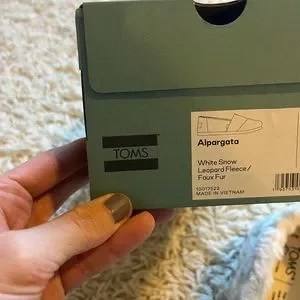 TOMS
Alpargata
White Snow
Leopard Fleece/
Faux Fur
10017522
MADE IN VIETNAM